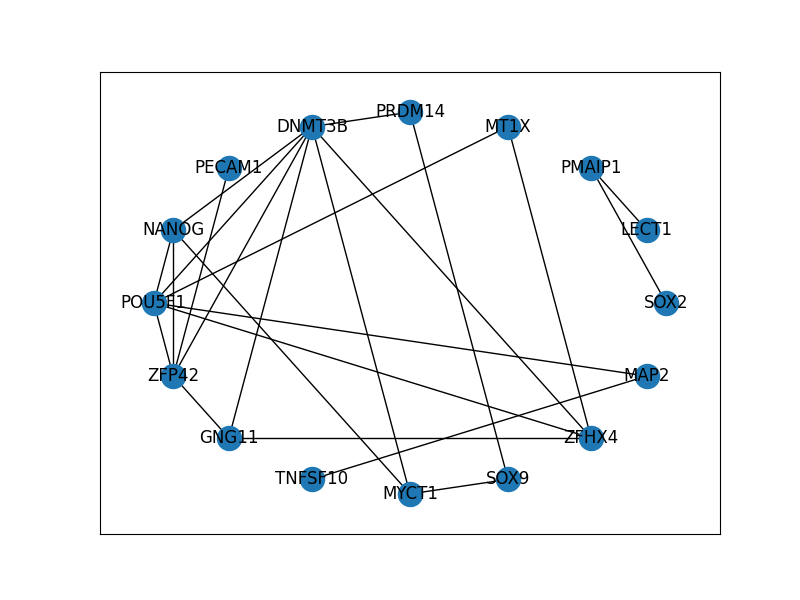 PRDM14
DNMT3B
MT1X
PECAM1
PMAIP1
NANOG
LECT1
POU5F1
SOX2
ZFP42
MAP2
GNG11
ZFHX4
TNFSF10
SOX9
MYCT1